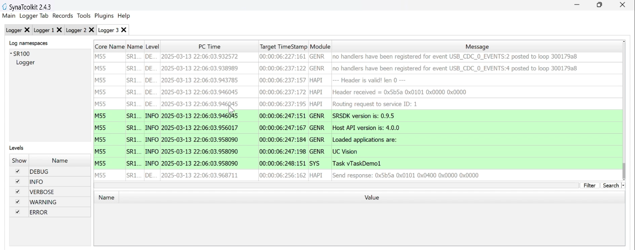 SynaToolkit 2.4.3
Main Logger Tab Records Tools Plugins Help
Logger Logger 1 Logger 2 Logger 3
Log namespaces
SR100
Logger
Levels
Show Name
DEBUG
INFO
VERBOSE
WARNING
ERROR
Core Name Name Level PC Time Target TimeStamp Module Message
M55 SR1... DE... 2025-03-13 22:06:03.932572 00:00:06:227:161 GENR no handlers have been registered for event USB_CDC_0_EVENTS:2 posted to loop 300179a8
M55 SR1... DE... 2025-03-13 22:06:03.938989 00:00:06:237:122 GENR no handlers have been registered for event USB_CDC_0_EVENTS:4 posted to loop 300179a8
M55 SR1... DE... 2025-03-13 22:06:03.943785 00:00:06:237:157 HAPI --- Header is valid! len 0 ---
M55 SR1... DE... 2025-03-13 22:06:03.946045 00:00:06:237:172 HAPI Header received = 0x5b5a 0x0101 0x0000 0x0000
M55 SR1... DE... 2025-03-13 22:06:03.946045 00:00:06:237:195 HAPI Routing request to service ID: 1
M55 SR1... INFO 2025-03-13 22:06:03.946045 00:00:06:247:151 GENR SRSDK version is: 0.9.5
M55 SR1... INFO 2025-03-13 22:06:03.956017 00:00:06:247:167 GENR Host API version is: 4.0.0
M55 SR1... INFO 2025-03-13 22:06:03.958090 00:00:06:247:184 GENR Loaded applications are:
M55 SR1... INFO 2025-03-13 22:06:03.958090 00:00:06:247:198 GENR UC Vision
M55 SR1... INFO 2025-03-13 22:06:03.958090 00:00:06:248:151 SYS Task vTaskDemo1
M55 SR1... DE... 2025-03-13 22:06:03.968711 00:00:06:256:162 HAPI Send response: 0x5b5a 0x0101 0x0400 0x0000 0x0000
Filter Search
Name Value